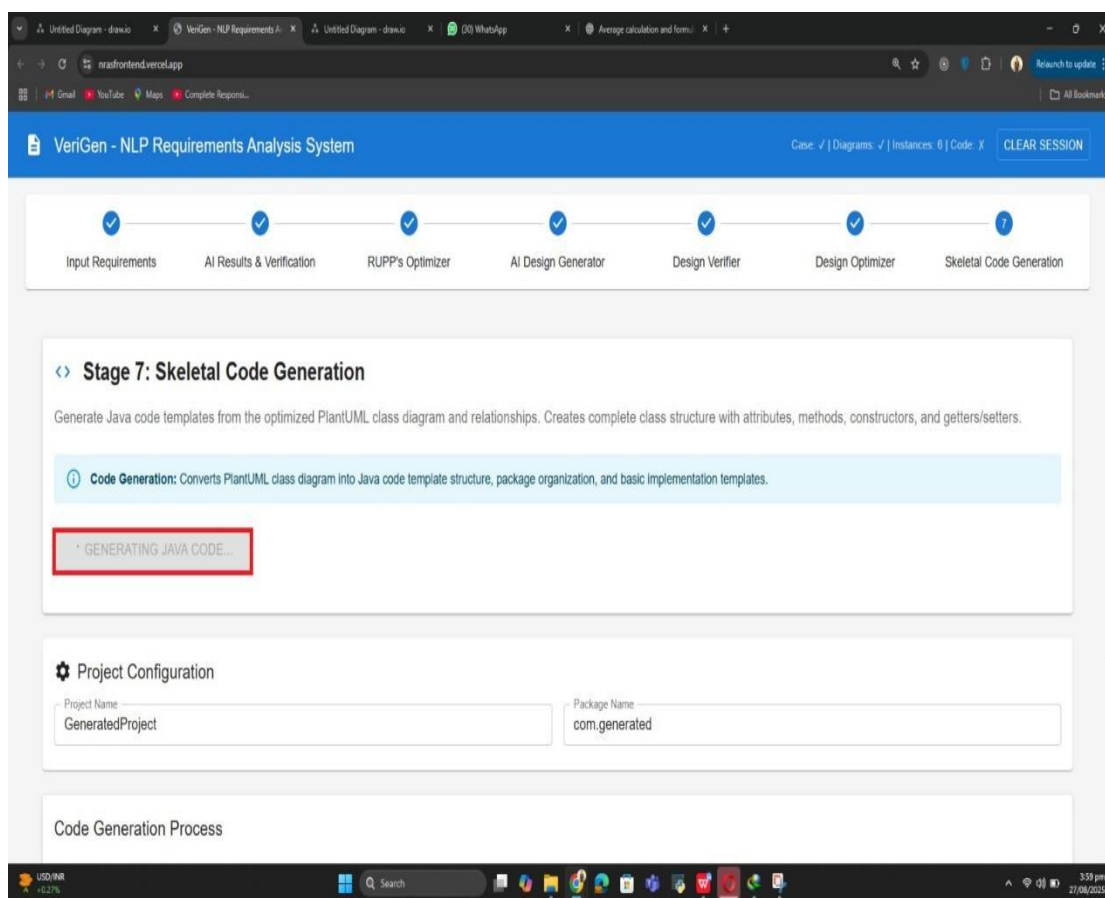 Untitled Diagram - draw.io
VeriGen - NLP Requirements A
Untitled Diagram - draw.io
(30) WhatsApp
Average calculation and formul
nrasfrontend.vercel.app
Relaunch to update
Gmail
YouTube
Maps
Complete Responsi...
All Bookmark
VeriGen - NLP Requirements Analysis System
Case: ✓ | Diagrams: ✓ | Instances: 6 | Code: X
CLEAR SESSION
7
Input Requirements
AI Results & Verification
RUPP's Optimizer
AI Design Generator
Design Verifier
Design Optimizer
Skeletal Code Generation
<> Stage 7: Skeletal Code Generation
Generate Java code templates from the optimized PlantUML class diagram and relationships. Creates complete class structure with attributes, methods, constructors, and getters/setters.
Code Generation: Converts PlantUML class diagram into Java code template structure, package organization, and basic implementation templates.
GENERATING JAVA CODE...
Project Configuration
Project Name
GeneratedProject
Package Name
com.generated
Code Generation Process
USD/INR
+0.27%
Search
3:59 pm
27/08/2025